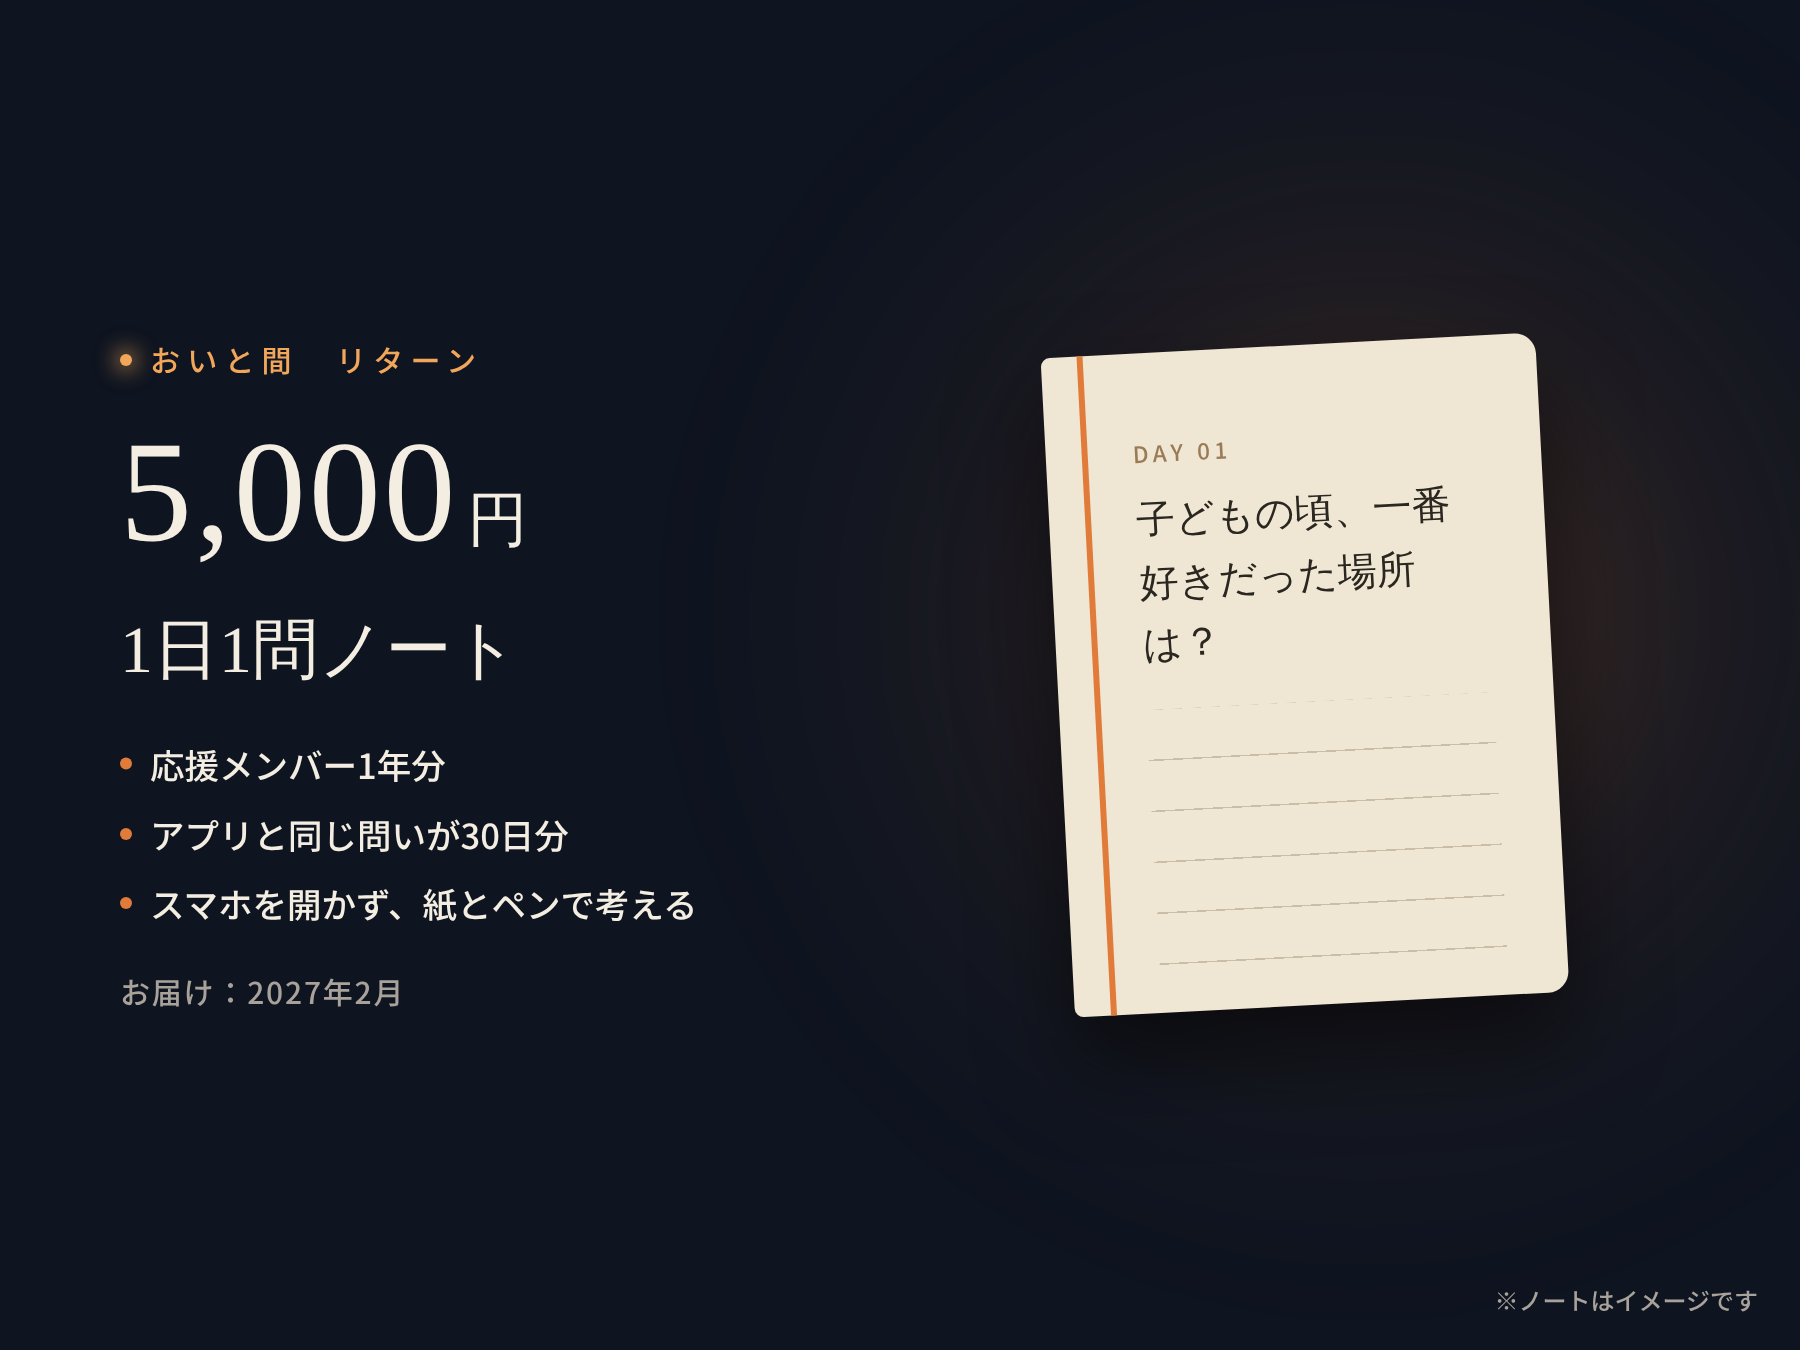 おいと間　リターン
5,000円
1日1問ノート
応援メンバー1年分
アプリと同じ問いが30日分
スマホを開かず、紙とペンで考える
お届け：2027年2月
DAY 01
子どもの頃、一番
好きだった場所
は？
※ノートはイメージです